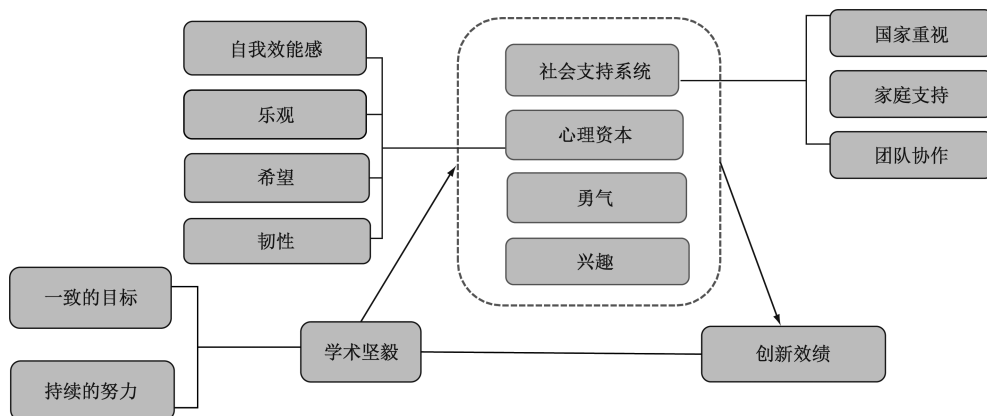 自我效能感
乐观
希望
韧性
社会支持系统
心理资本
勇气
兴趣
国家重视
家庭支持
团队协作
一致的目标
持续的努力
学术坚毅
创新效绩